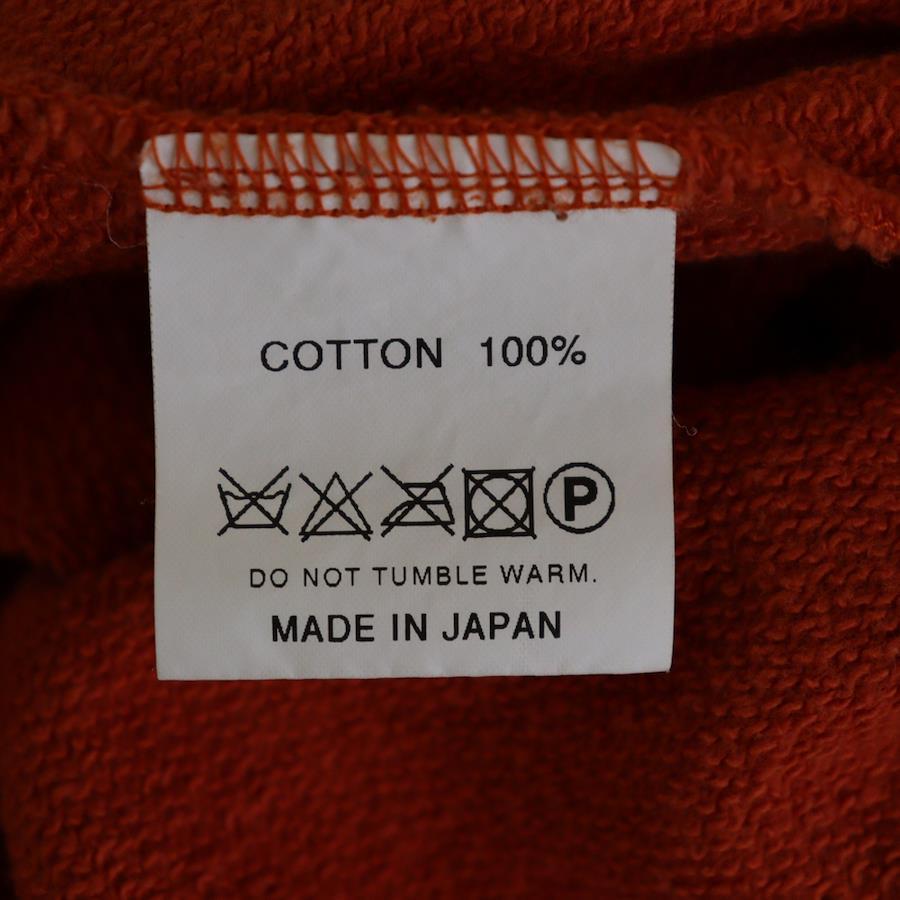 COTTON 100%
P
DO NOT TUMBLE WARM.
MADE IN JAPAN